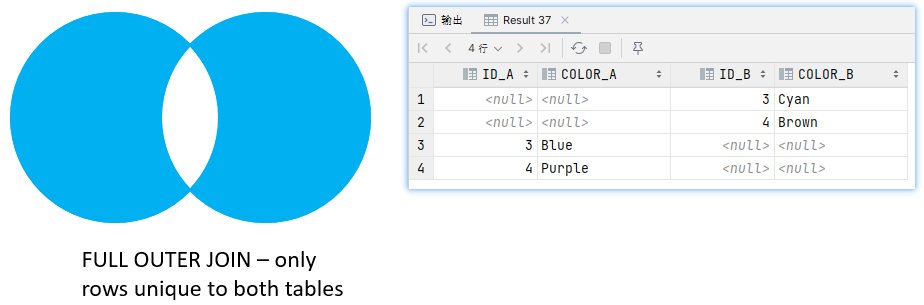 输出 Result 37
4 行
ID_A COLOR_A ID_B COLOR_B
1 <null> <null> 3 Cyan
2 <null> <null> 4 Brown
3 3 Blue <null> <null>
4 4 Purple <null> <null>
FULL OUTER JOIN – only
rows unique to both tables